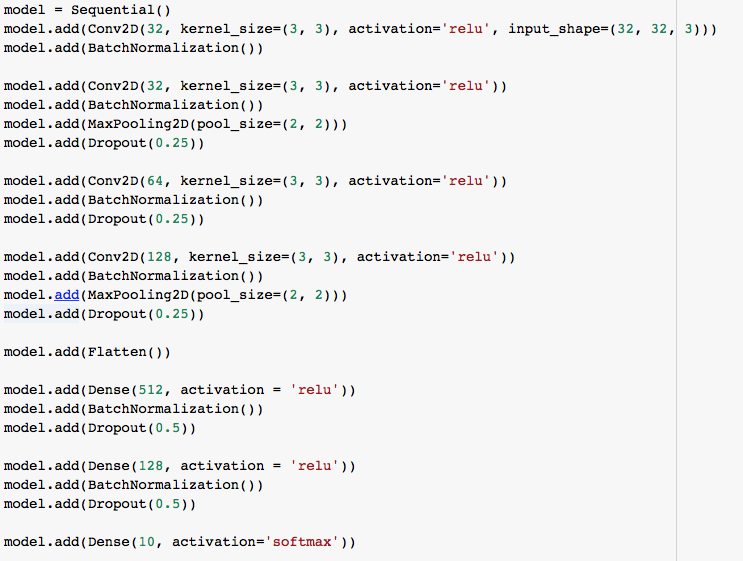 model = Sequential()
model.add(Conv2D(32, kernel_size=(3, 3), activation='relu', input_shape=(32, 32, 3)))
model.add(BatchNormalization())
model.add(Conv2D(32, kernel_size=(3, 3), activation='relu'))
model.add(BatchNormalization())
model.add(MaxPooling2D(pool_size=(2, 2)))
model.add(Dropout(0.25))
model.add(Conv2D(64, kernel_size=(3, 3), activation='relu'))
model.add(BatchNormalization())
model.add(Dropout(0.25))
model.add(Conv2D(128, kernel_size=(3, 3), activation='relu'))
model.add(BatchNormalization())
model.add(MaxPooling2D(pool_size=(2, 2)))
model.add(Dropout(0.25))
model.add(Flatten())
model.add(Dense(512, activation = 'relu'))
model.add(BatchNormalization())
model.add(Dropout(0.5))
model.add(Dense(128, activation = 'relu'))
model.add(BatchNormalization())
model.add(Dropout(0.5))
model.add(Dense(10, activation='softmax'))